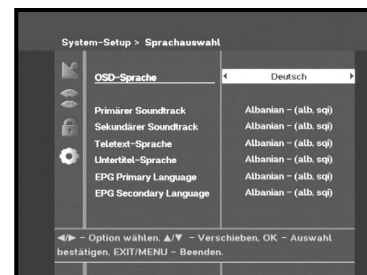 System-Setup > Sprachauswahl
OSD-Sprache Deutsch
Primärer Soundtrack Albanian - (alb, sqi)
Sekundärer Soundtrack Albanian - (alb, sqi)
Teletext-Sprache Albanian - (alb, sqi)
Untertitel-Sprache Albanian - (alb, sqi)
EPG Primary Language Albanian - (alb, sqi)
EPG Secondary Language Albanian - (alb, sqi)
◄/► - Option wählen, ▲/▼ - Verschieben, OK - Auswahl
bestätigen, EXIT/MENU - Beenden.